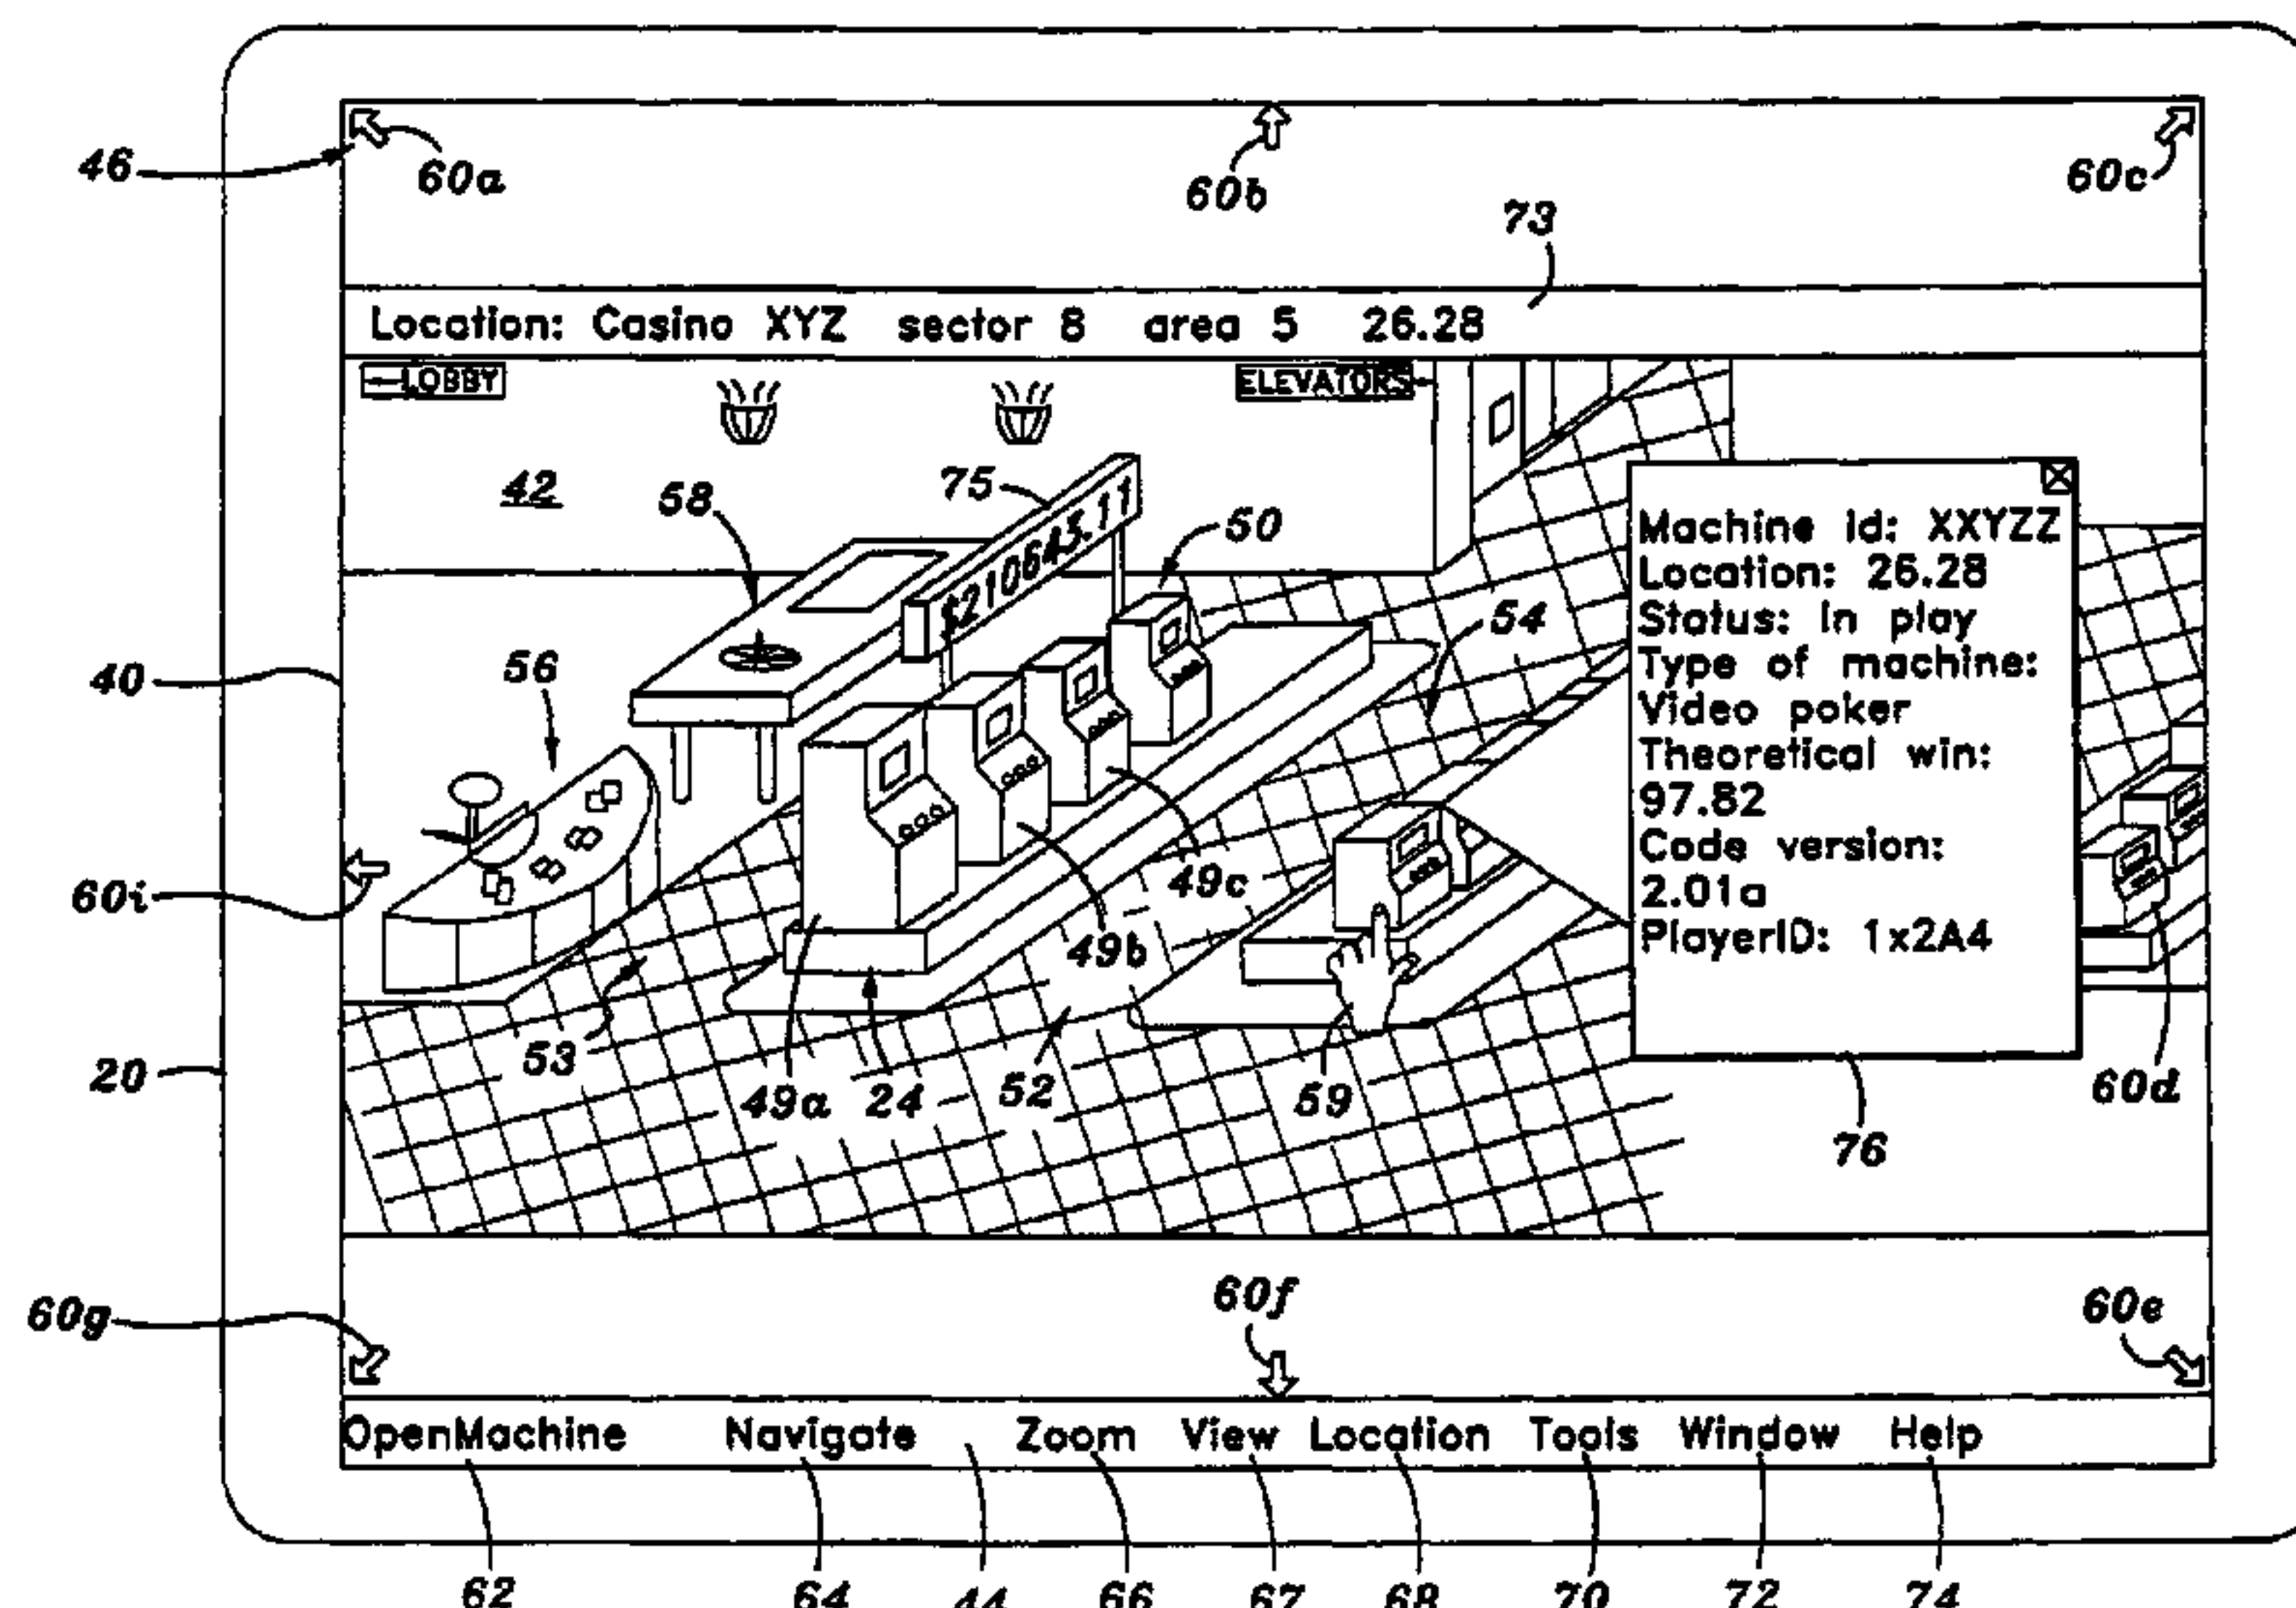 46
60a
60b
60c
73
Location: Casino XYZ sector 8 area 5 26.28
LOBBY
ELEVATORS
42
58
75
$210643.11
50
54
56
40
Machine Id: XXYZZ
Location: 26.28
Status: In play
Type of machine:
Video poker
Theoretical win:
97.82
Code version:
2.01a
PlayerID: 1x2A4
60i
49c
49b
53
20
49a
24
52
59
60d
76
60g
60f
60e
OpenMachine Navigate Zoom View Location Tools Window Help
62 64 44 66 67 68 70 72 74